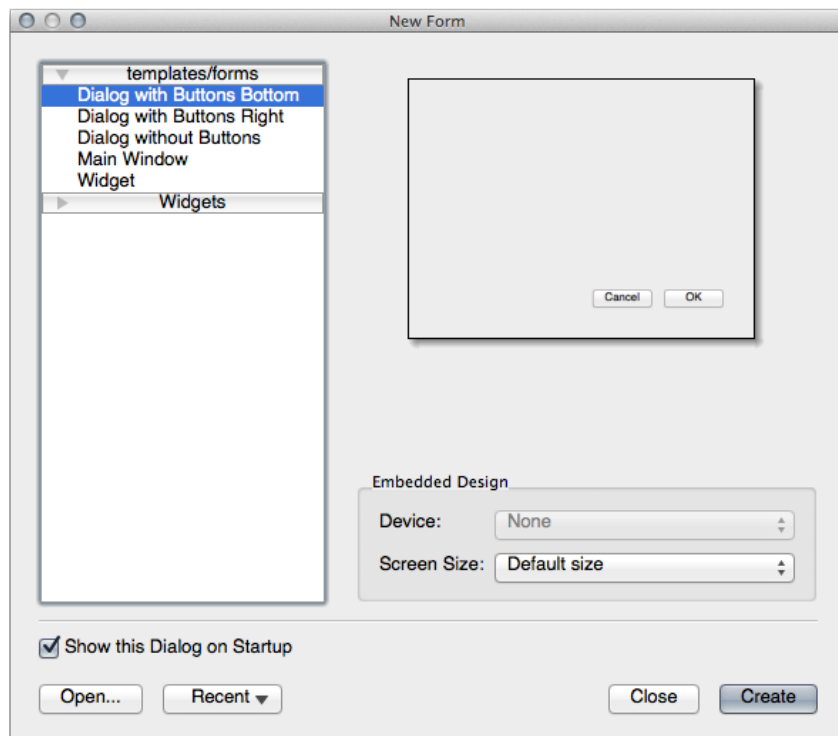 New Form
templates/forms
Dialog with Buttons Bottom
Dialog with Buttons Right
Dialog without Buttons
Main Window
Widget
Widgets
Cancel OK
Embedded Design
Device: None
Screen Size: Default size
Show this Dialog on Startup
Open... Recent Close Create